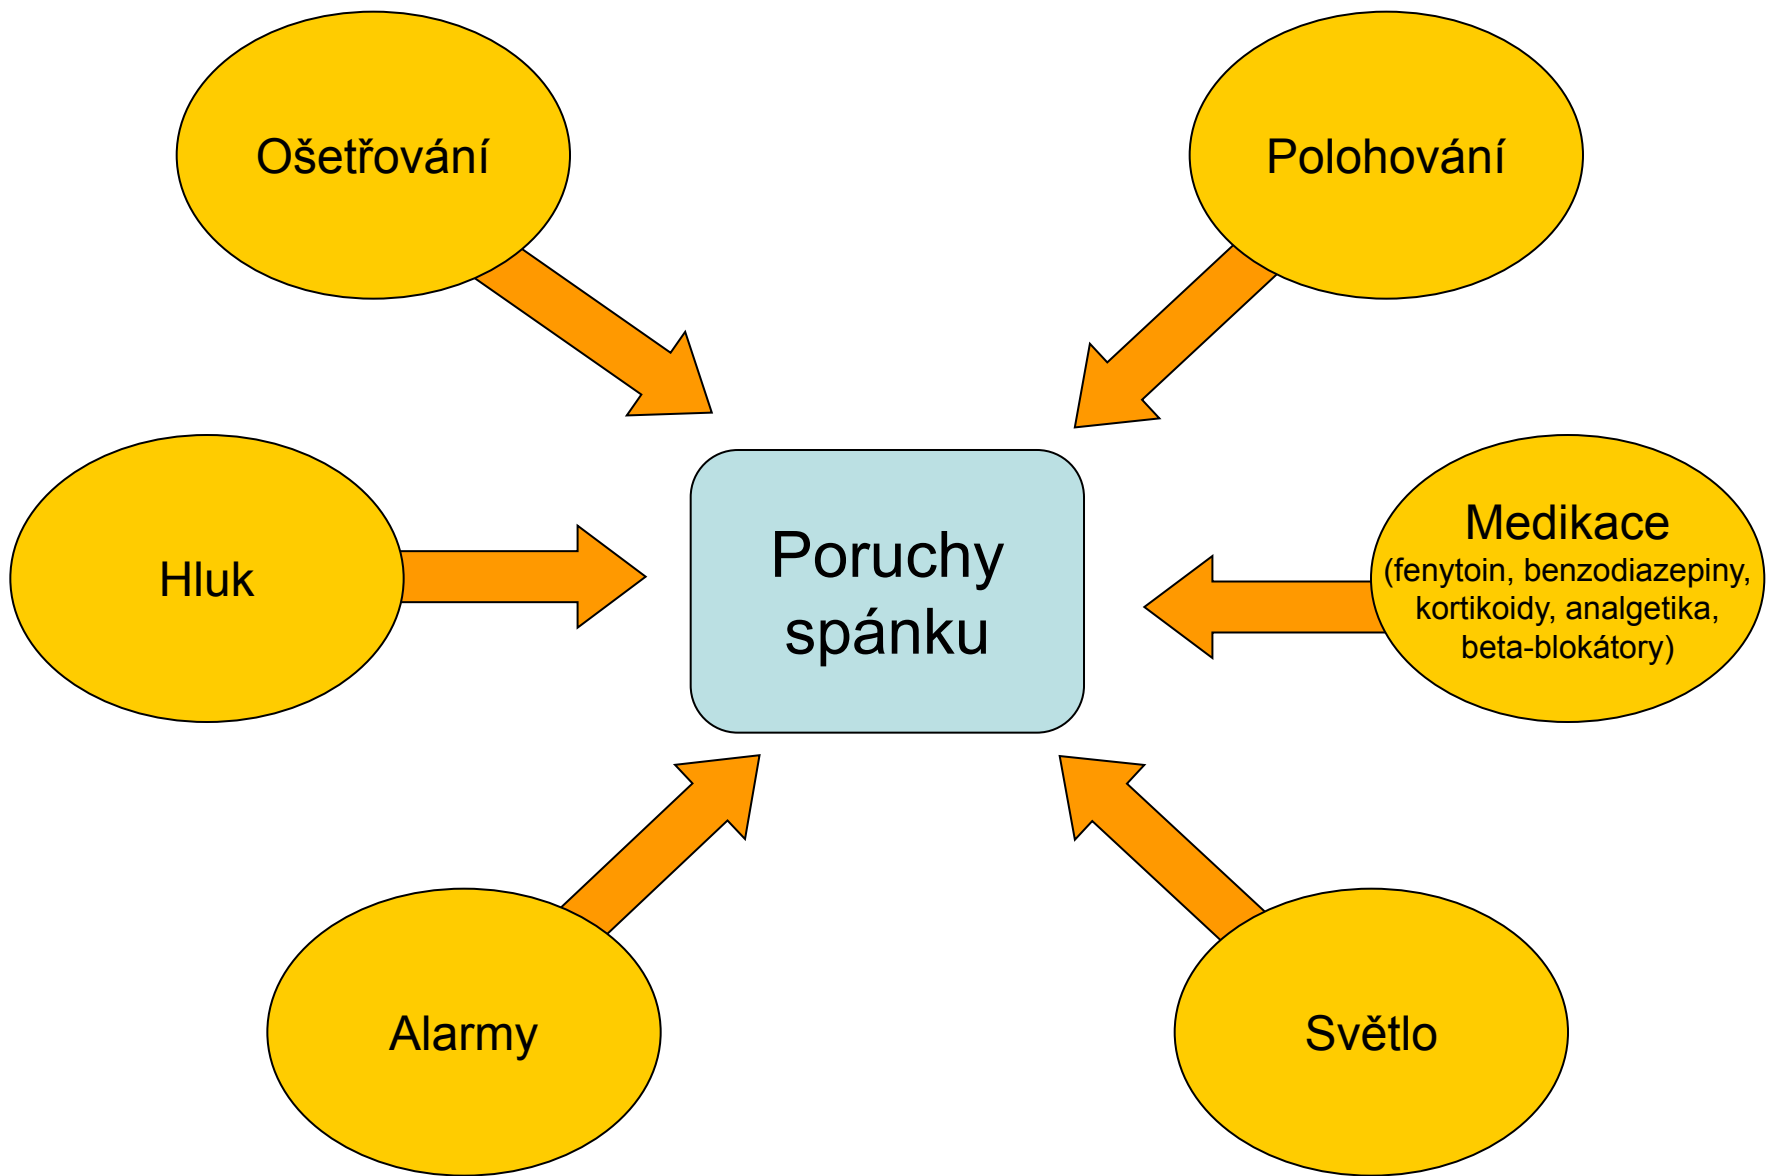 Ošetřování
Polohování
Hluk
Poruchy
spánku
Medikace
(fenytoin, benzodiazepiny,
kortikoidy, analgetika,
beta-blokátory)
Alarmy
Světlo